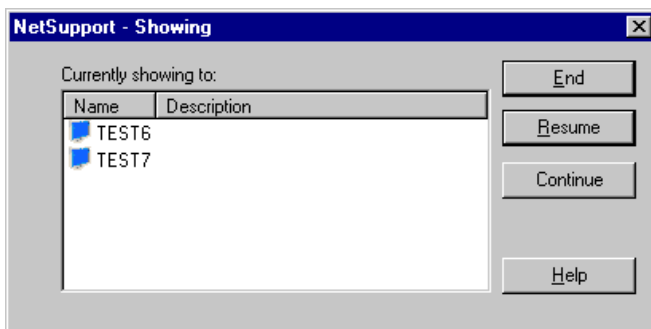 NetSupport - Showing
Currently showing to:
Name Description
TEST6
TEST7
End
Resume
Continue
Help